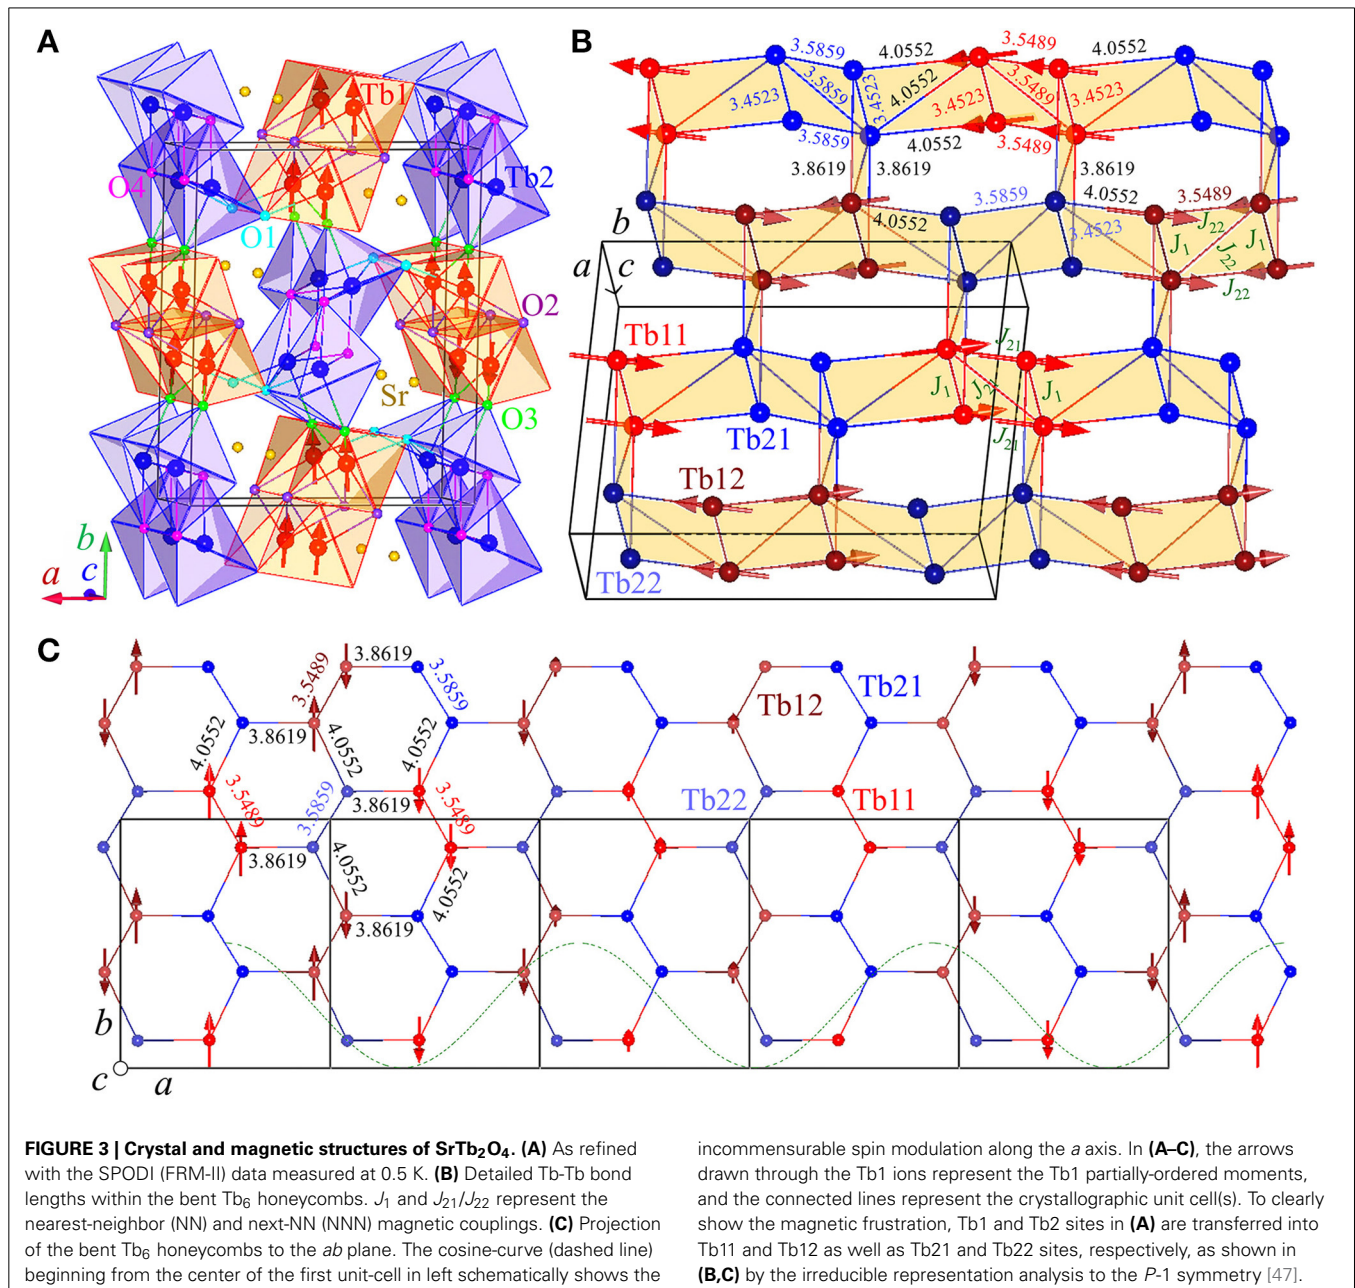 A
Tb1
O4
Tb2
O1
O2
Sr
O3
b
c
a
B
3.5859
4.0552
3.5489
4.0552
3.5859
3.4523
4.0552
3.5489
3.4523
3.4523
3.4523
3.5859
4.0552
3.5489
3.8619
3.8619
3.8619
3.5859
4.0552
3.5489
4.0552
3.4523
J22
J1
J22
J1
J22
b
a
c
Tb11
J21
J1
J21
J1
J21
Tb21
Tb12
Tb22
C
3.8619
3.5489
3.5859
4.0552
3.8619
4.0552
4.0552
Tb12
Tb21
3.5489
3.5859
3.8619
3.5489
Tb22
Tb11
3.8619
4.0552
4.0552
3.8619
b
c
a
FIGURE 3 | Crystal and magnetic structures of SrTb2O4. (A) As refined
with the SPODI (FRM-II) data measured at 0.5 K. (B) Detailed Tb-Tb bond
lengths within the bent Tb6 honeycombs. J1 and J21/J22 represent the
nearest-neighbor (NN) and next-NN (NNN) magnetic couplings. (C) Projection
of the bent Tb6 honeycombs to the ab plane. The cosine-curve (dashed line)
beginning from the center of the first unit-cell in left schematically shows the
incommensurable spin modulation along the a axis. In (A–C), the arrows
drawn through the Tb1 ions represent the Tb1 partially-ordered moments,
and the connected lines represent the crystallographic unit cell(s). To clearly
show the magnetic frustration, Tb1 and Tb2 sites in (A) are transferred into
Tb11 and Tb12 as well as Tb21 and Tb22 sites, respectively, as shown in
(B,C) by the irreducible representation analysis to the P-1 symmetry [47].